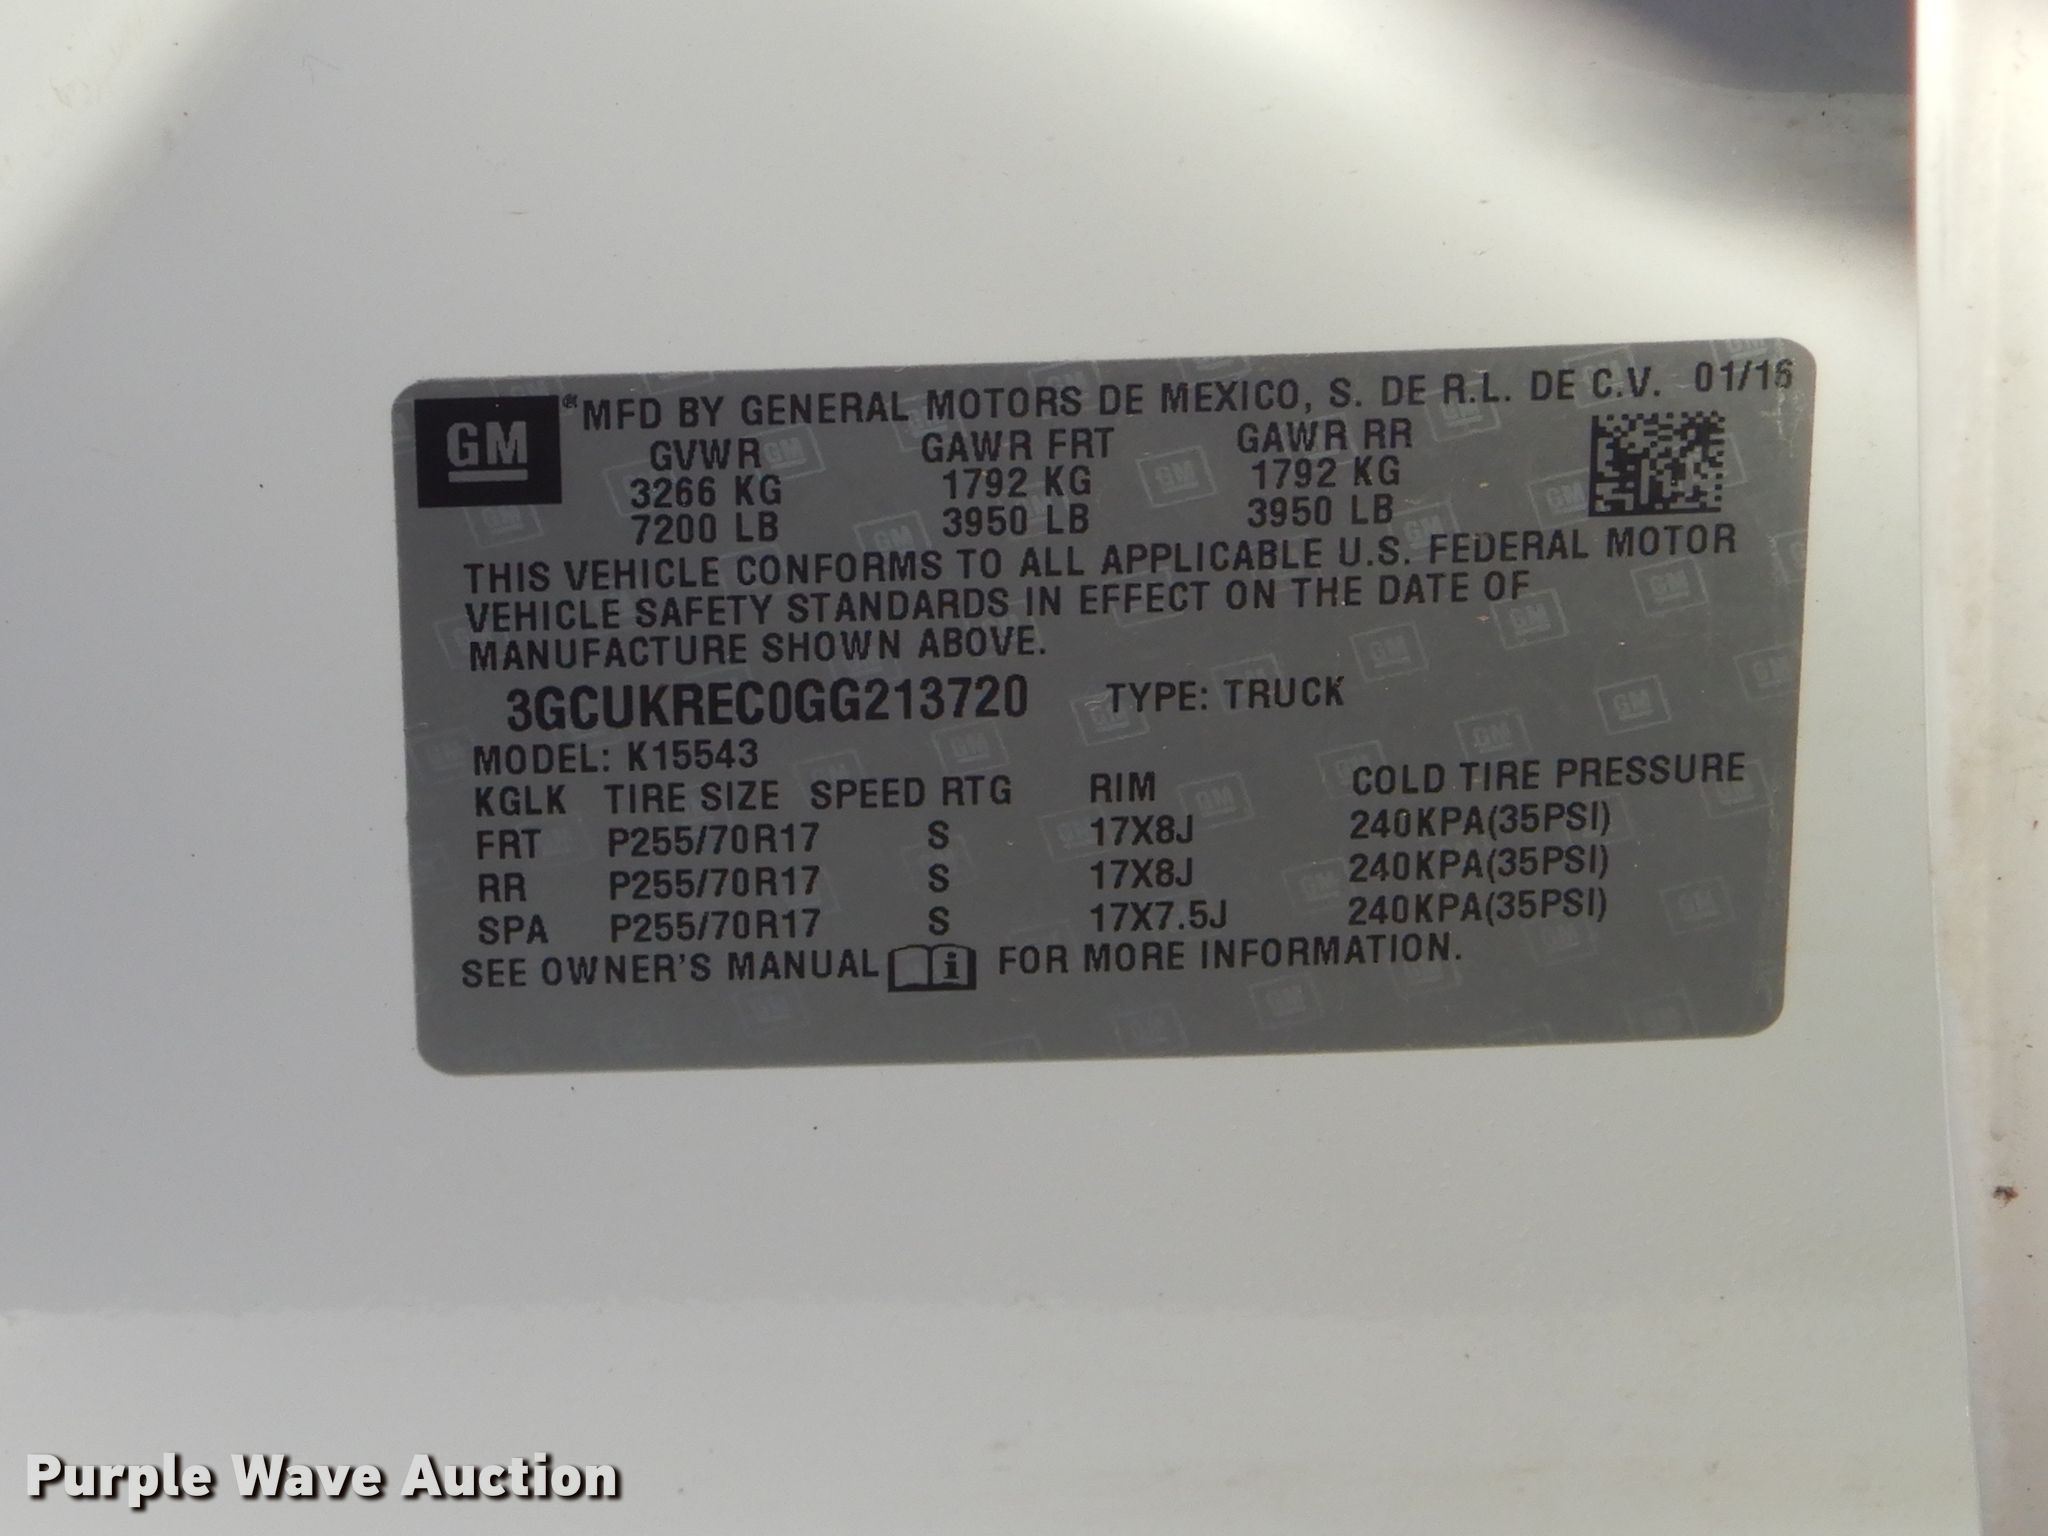 GM ® MFD BY GENERAL MOTORS DE MEXICO, S. DE R.L. DE C.V. 01/16
GVWR GAWR FRT GAWR RR
3266 KG 1792 KG 1792 KG
7200 LB 3950 LB 3950 LB
THIS VEHICLE CONFORMS TO ALL APPLICABLE U.S. FEDERAL MOTOR
VEHICLE SAFETY STANDARDS IN EFFECT ON THE DATE OF
MANUFACTURE SHOWN ABOVE.
3GCUKREC0GG213720 TYPE: TRUCK
MODEL: K15543
KGLK TIRE SIZE SPEED RTG RIM COLD TIRE PRESSURE
FRT P255/70R17 S 17X8J 240KPA(35PSI)
RR P255/70R17 S 17X8J 240KPA(35PSI)
SPA P255/70R17 S 17X7.5J 240KPA(35PSI)
SEE OWNER'S MANUAL i FOR MORE INFORMATION.
Purple Wave Auction